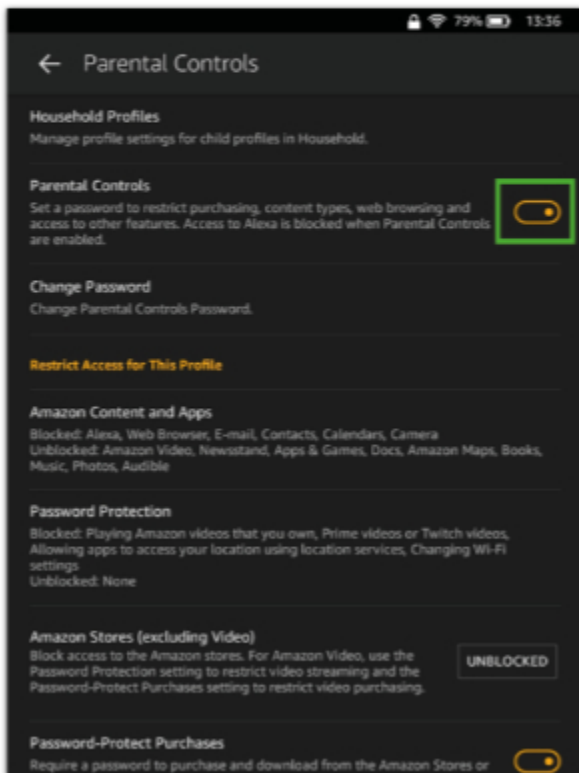 79% 13:36
Parental Controls
Household Profiles
Manage profile settings for child profiles in Household.
Parental Controls
Set a password to restrict purchasing, content types, web browsing and
access to other features. Access to Alexa is blocked when Parental Controls
are enabled.
Change Password
Change Parental Controls Password.
Restrict Access for This Profile
Amazon Content and Apps
Blocked: Alexa, Web Browser, E-mail, Contacts, Calendars, Camera
Unblocked: Amazon Video, Newsstand, Apps & Games, Docs, Amazon Maps, Books,
Music, Photos, Audible
Password Protection
Blocked: Playing Amazon videos that you own, Prime videos or Twitch videos,
Allowing apps to access your location using location services, Changing Wi-Fi
settings
Unblocked: None
Amazon Stores (excluding Video)
Block access to the Amazon stores. For Amazon Video, use the
Password Protection setting to restrict video streaming and the
Password-Protect Purchases setting to restrict video purchasing.
UNBLOCKED
Password-Protect Purchases
Require a password to purchase and download from the Amazon Stores or